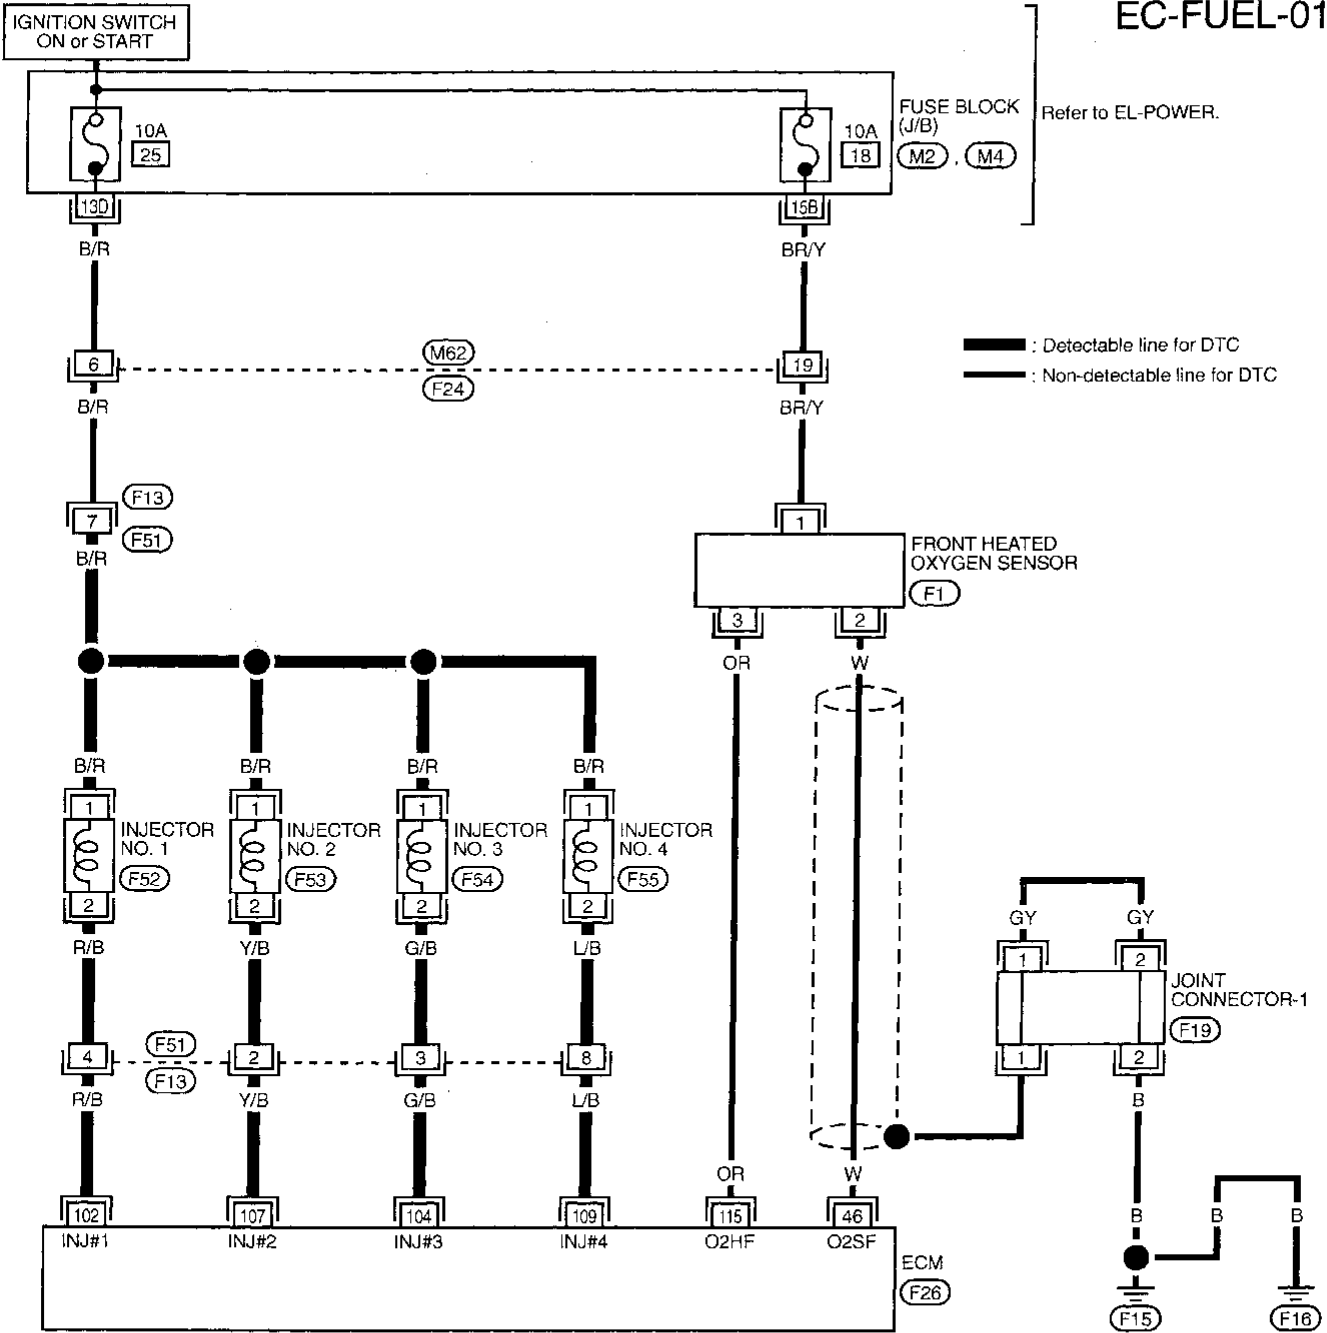 EC-FUEL-01
IGNITION SWITCH
ON or START
10A
25
10A
18
FUSE BLOCK
(J/B)
M2 , M4
Refer to EL-POWER.
13D
15B
B/R
BR/Y
6
M62
F24
19
B/R
BR/Y
: Detectable line for DTC
: Non-detectable line for DTC
F13
7
F51
B/R
1
FRONT HEATED
OXYGEN SENSOR
F1
3
2
OR
W
B/R
B/R
B/R
B/R
1
1
1
1
INJECTOR
NO. 1
F52
INJECTOR
NO. 2
F53
INJECTOR
NO. 3
F54
INJECTOR
NO. 4
F55
2
2
2
2
R/B
Y/B
G/B
L/B
GY
GY
1
2
JOINT
CONNECTOR-1
F19
1
2
4
F51
F13
2
3
8
R/B
Y/B
G/B
L/B
B
OR
W
102
107
104
109
115
46
INJ#1
INJ#2
INJ#3
INJ#4
O2HF
O2SF
ECM
F26
B
B
B
F15
F16